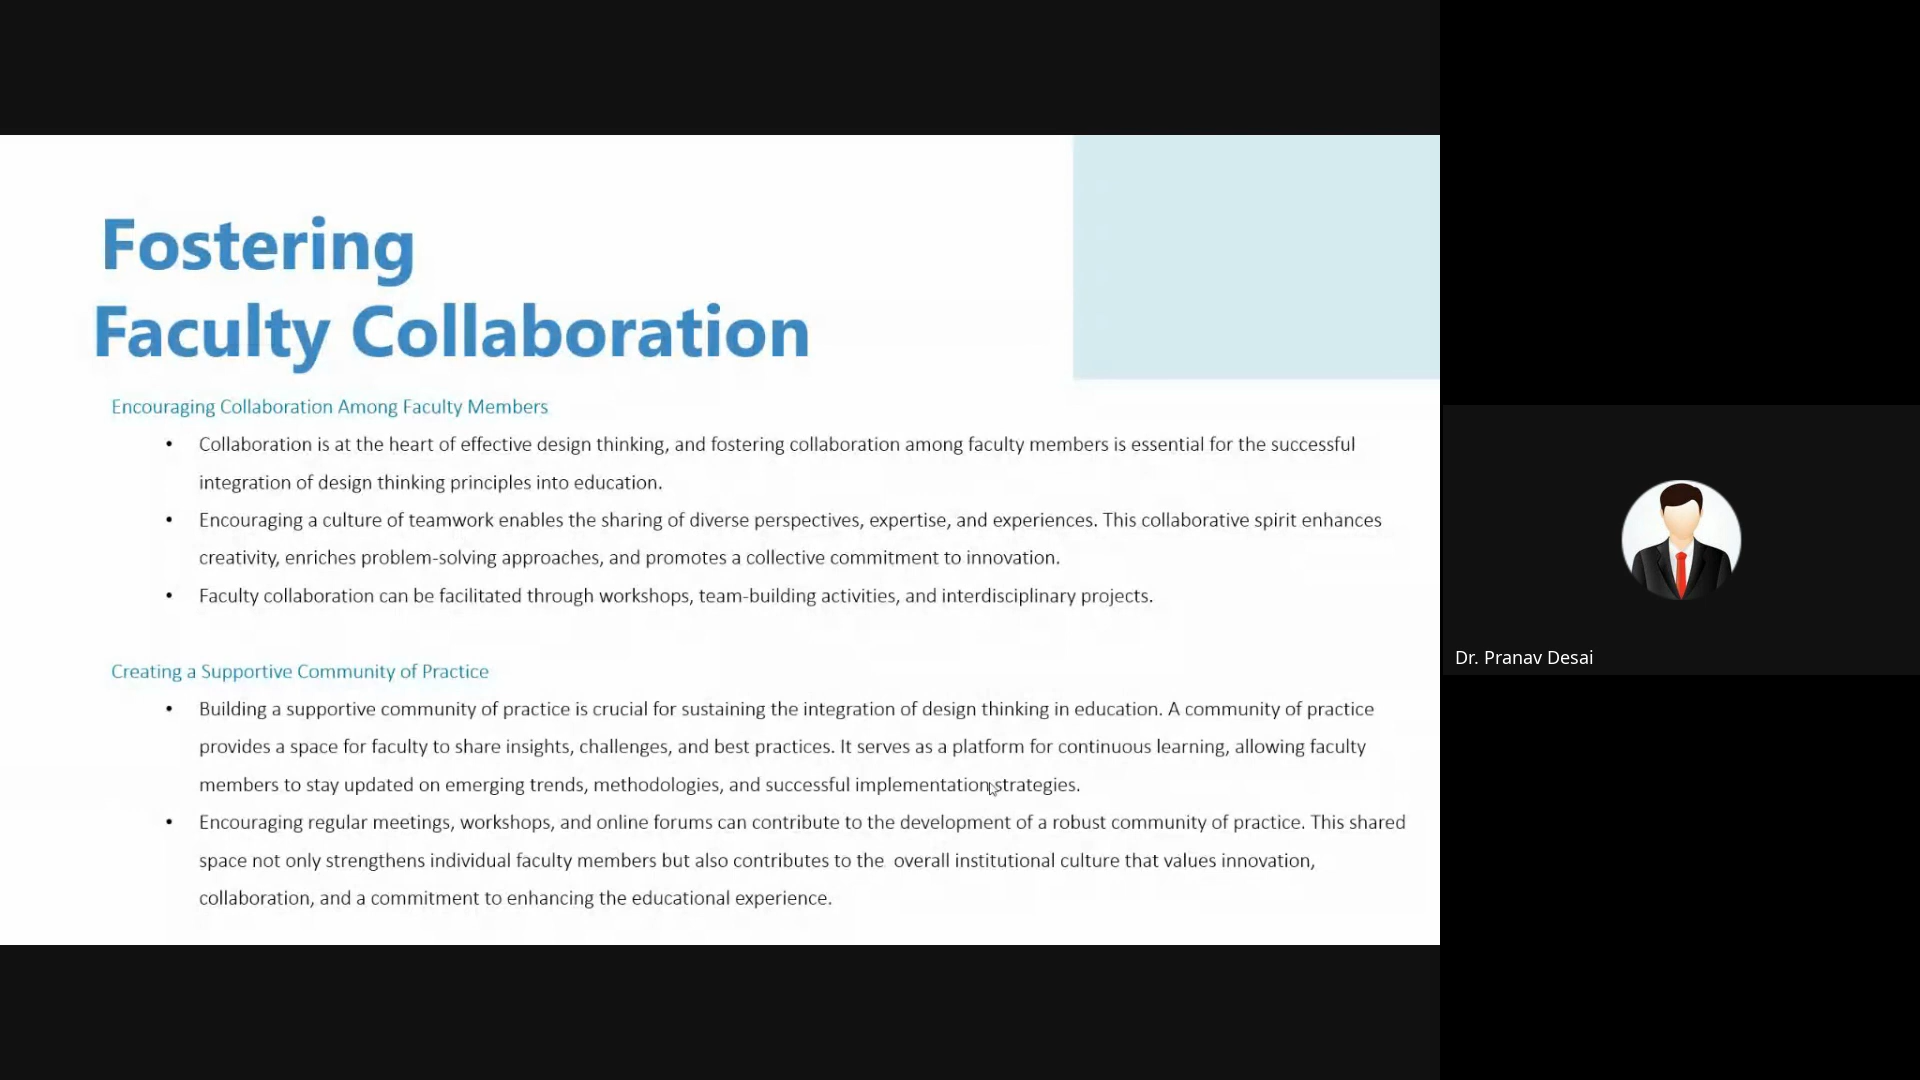 Fostering
Faculty Collaboration
Encouraging Collaboration Among Faculty Members
• Collaboration is at the heart of effective design thinking, and fostering collaboration among faculty members is essential for the successful
integration of design thinking principles into education.
• Encouraging a culture of teamwork enables the sharing of diverse perspectives, expertise, and experiences. This collaborative spirit enhances
creativity, enriches problem-solving approaches, and promotes a collective commitment to innovation.
• Faculty collaboration can be facilitated through workshops, team-building activities, and interdisciplinary projects.
Creating a Supportive Community of Practice
• Building a supportive community of practice is crucial for sustaining the integration of design thinking in education. A community of practice
provides a space for faculty to share insights, challenges, and best practices. It serves as a platform for continuous learning, allowing faculty
members to stay updated on emerging trends, methodologies, and successful implementation strategies.
• Encouraging regular meetings, workshops, and online forums can contribute to the development of a robust community of practice. This shared
space not only strengthens individual faculty members but also contributes to the overall institutional culture that values innovation,
collaboration, and a commitment to enhancing the educational experience.
Dr. Pranav Desai